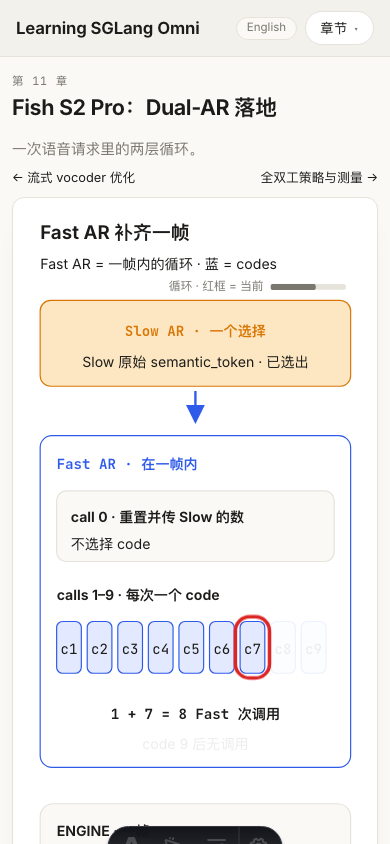 Learning SGLang Omni
English
章节
第 11 章
Fish S2 Pro：Dual-AR 落地
一次语音请求里的两层循环。
← 流式 vocoder 优化
全双工策略与测量 →
Fast AR 补齐一帧
Fast AR = 一帧内的循环 · 蓝 = codes
循环 · 红框 = 当前
Slow AR · 一个选择
Slow 原始 semantic_token · 已选出
Fast AR · 在一帧内
call 0 · 重置并传 Slow 的数
不选择 code
calls 1–9 · 每次一个 code
c1 c2 c3 c4 c5 c6 c7 c8 c9
1 + 7 = 8 Fast 次调用
code 9 后无调用
ENGINE